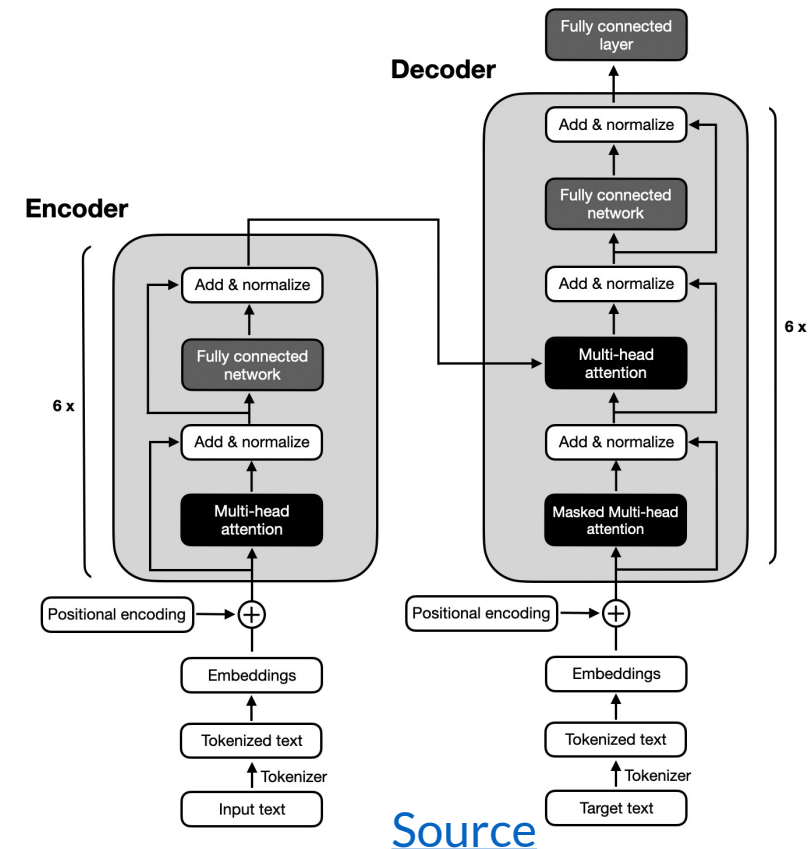 Encoder
6 x
Add & normalize
Fully connected
network
Add & normalize
Multi-head
attention
Positional encoding
+
Embeddings
Tokenized text
Tokenizer
Input text
Decoder
Fully connected
layer
Add & normalize
Fully connected
network
Add & normalize
Multi-head
attention
Add & normalize
Masked Multi-head
attention
6 x
Positional encoding
+
Embeddings
Tokenized text
Tokenizer
Target text
Source